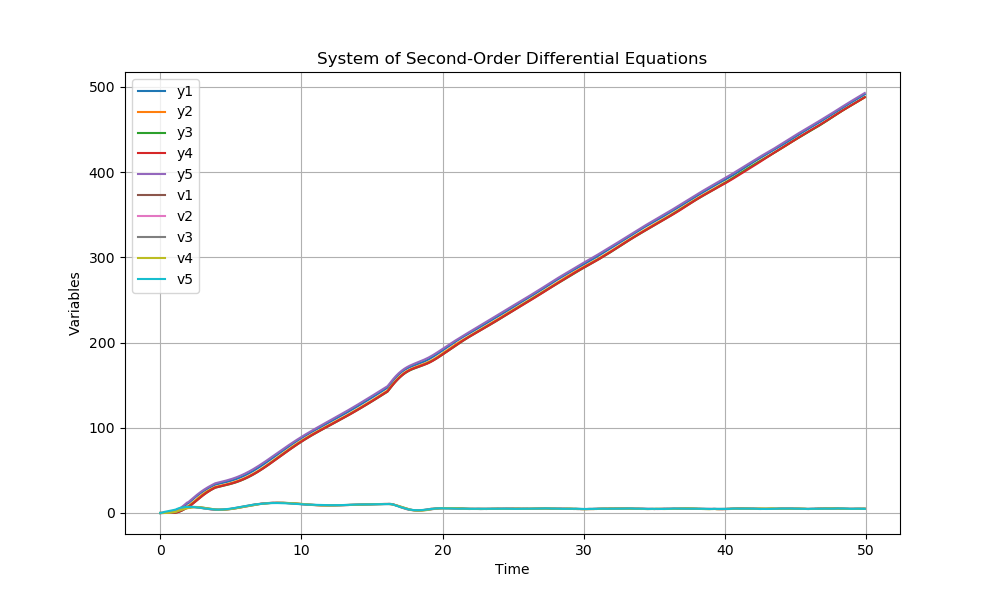 System of Second-Order Differential Equations
500
400
300
200
100
0
Variables
y1
y2
y3
y4
y5
v1
v2
v3
v4
v5
0
10
20
30
40
50
Time